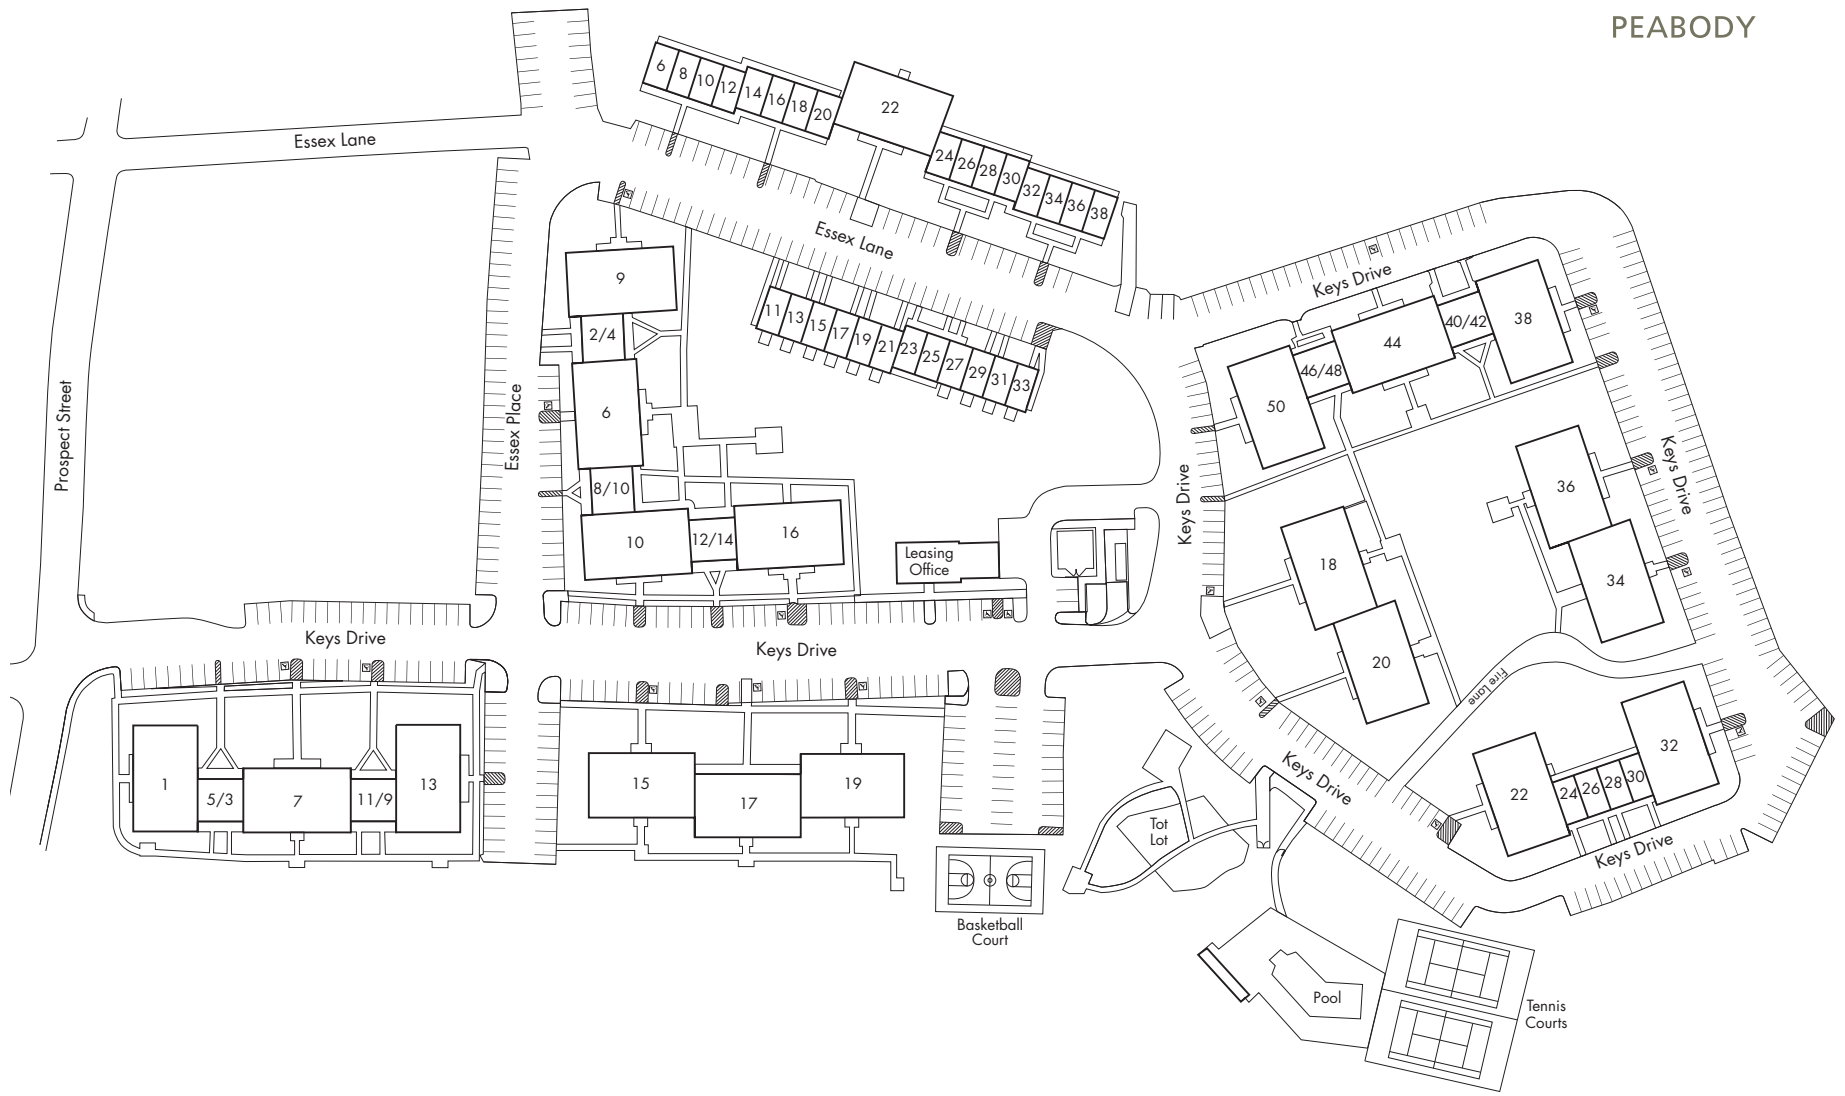 PEABODY
6
8
10
12
14
16
18
20
22
24
26
28
30
32
34
36
38
Essex Lane
Essex Lane
9
2/4
6
8/10
10
12/14
16
11
13
15
17
19
21
23
25
27
29
31
33
Prospect Street
Essex Place
Leasing
Office
Keys Drive
Keys Drive
Keys Drive
Keys Drive
50
46/48
44
40/42
38
36
34
Keys Drive
18
20
Fire Lane
1
5/3
7
11/9
13
15
17
19
Keys Drive
22
24
26
28
30
32
Keys Drive
Tot
Lot
Basketball
Court
Pool
Tennis
Courts